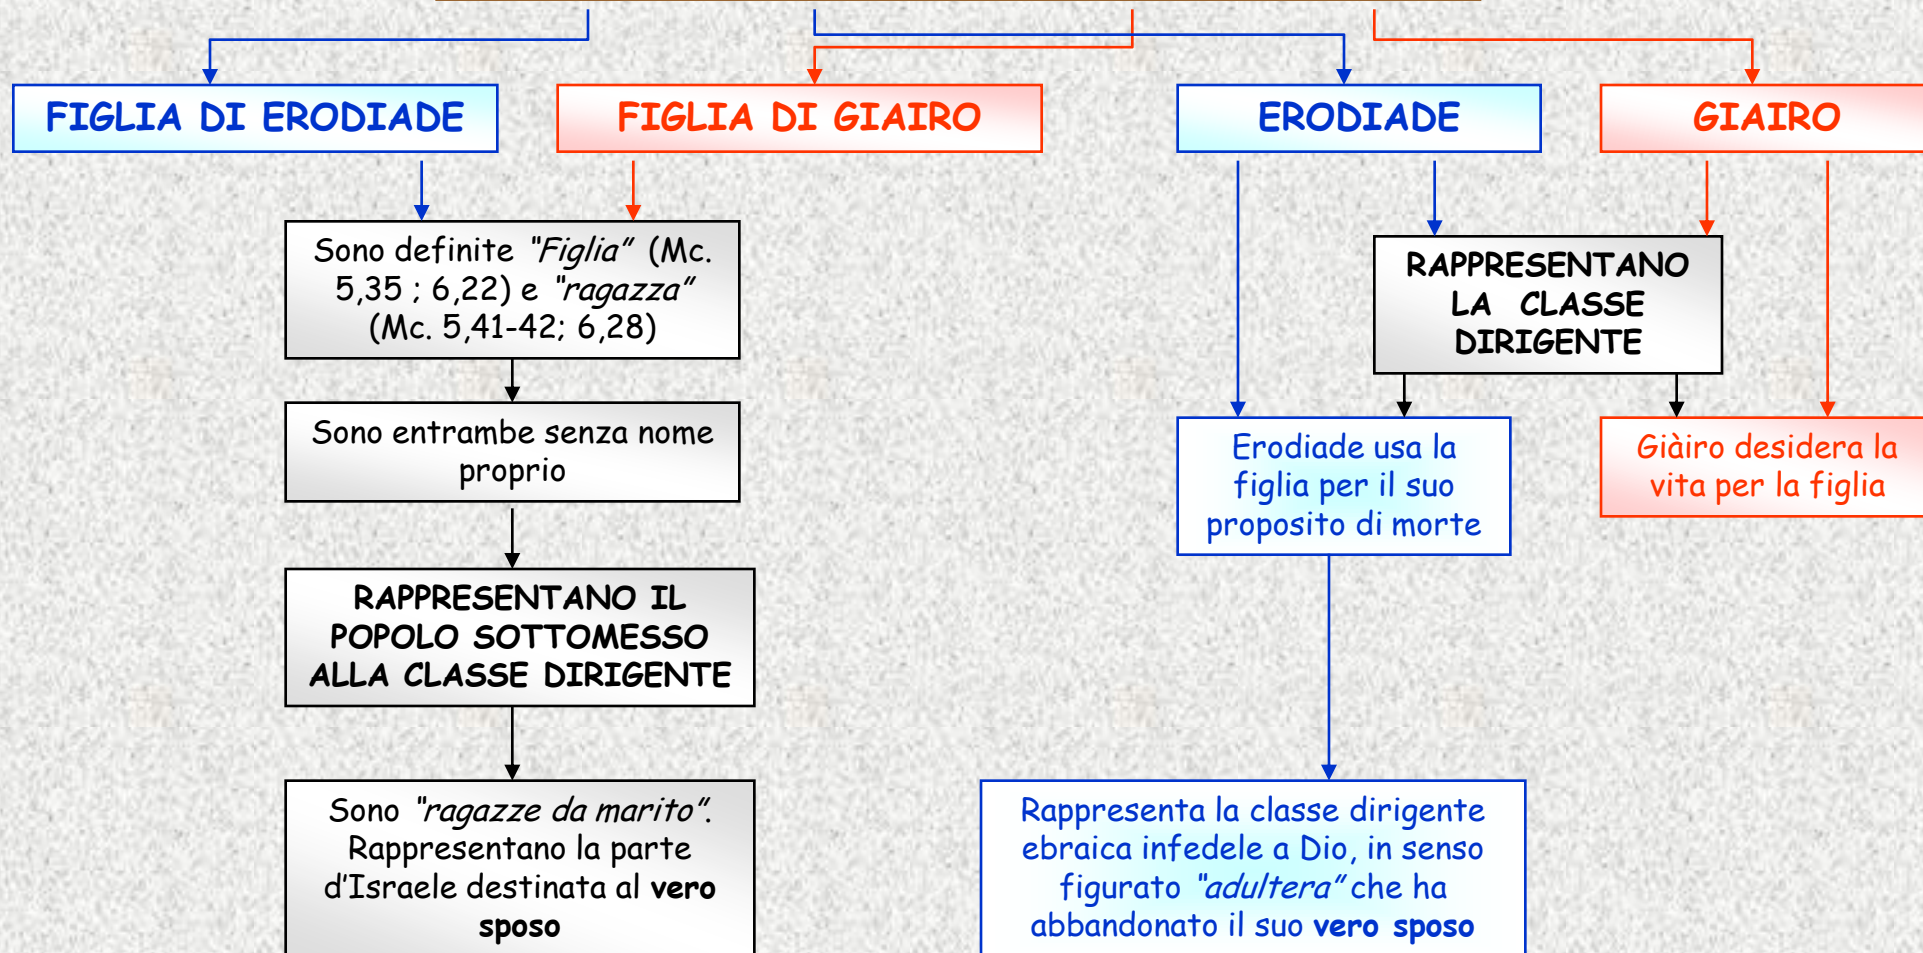 FIGLIA DI ERODIADE
FIGLIA DI GIAIRO
ERODIADE
GIAIRO
Sono definite "Figlia" (Mc.
5,35 ; 6,22) e "ragazza"
(Mc. 5,41-42; 6,28)
Sono entrambe senza nome
proprio
RAPPRESENTANO IL
POPOLO SOTTOMESSO
ALLA CLASSE DIRIGENTE
Sono "ragazze da marito".
Rappresentano la parte
d'Israele destinata al vero
sposo
RAPPRESENTANO
LA CLASSE
DIRIGENTE
Erodiade usa la
figlia per il suo
proposito di morte
Giàiro desidera la
vita per la figlia
Rappresenta la classe dirigente
ebraica infedele a Dio, in senso
figurato "adultera" che ha
abbandonato il suo vero sposo